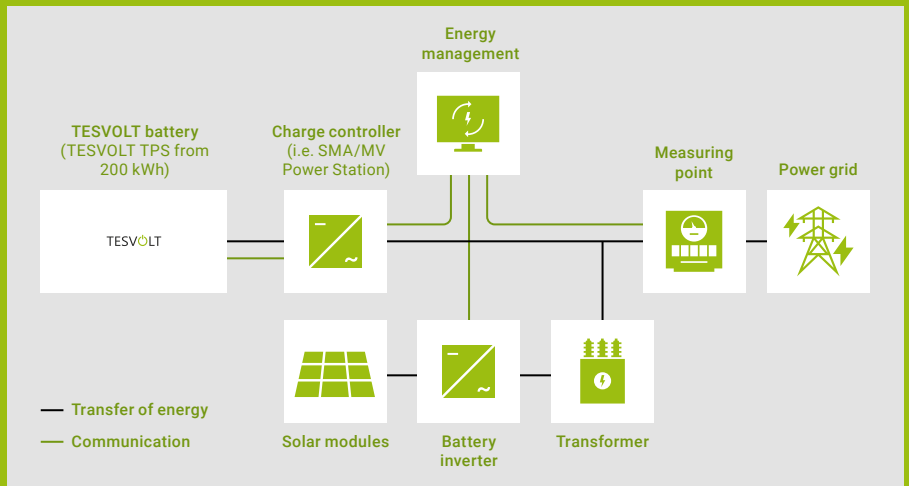 Energy
management
TESVOLT battery
(TESVOLT TPS from
200 kWh)
Charge controller
(i.e. SMA/MV
Power Station)
Measuring
point
Power grid
TESVOLT
Transfer of energy
Communication
Solar modules
Battery
inverter
Transformer